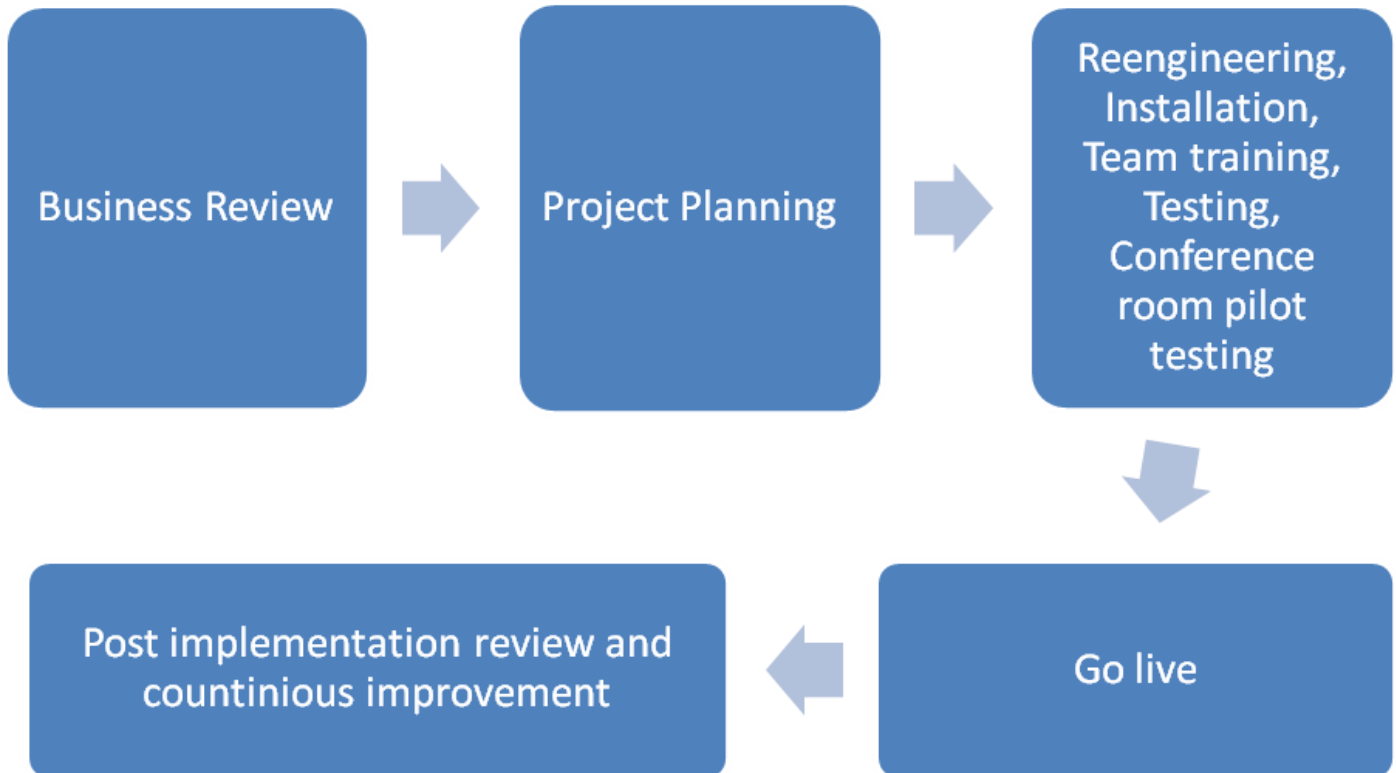 Business Review
Project Planning
Reengineering,
Installation,
Team training,
Testing,
Conference
room pilot
testing
Go live
Post implementation review and
countinious improvement